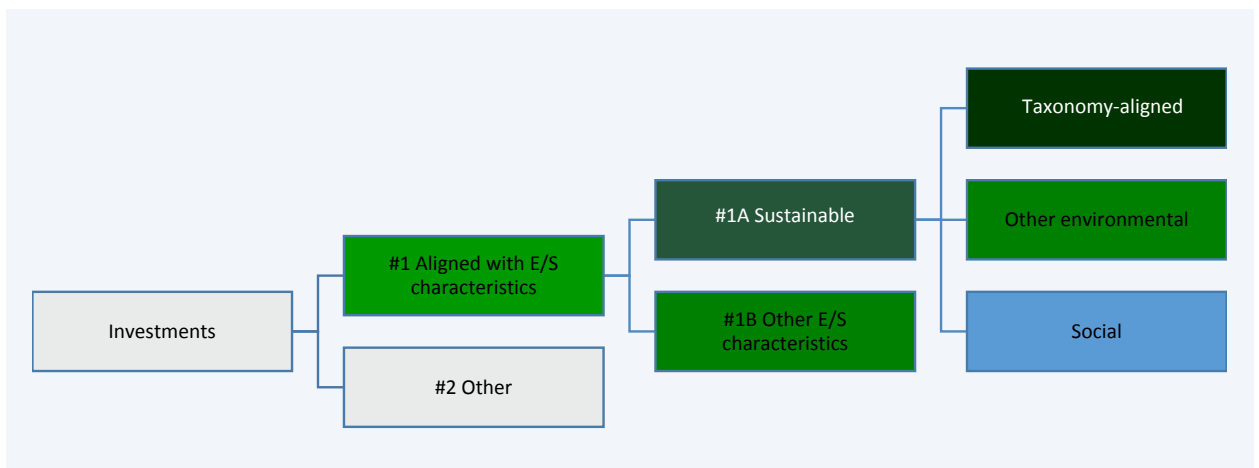 Investments
#1 Aligned with E/S
characteristics
#2 Other
#1A Sustainable
#1B Other E/S
characteristics
Taxonomy-aligned
Other environmental
Social